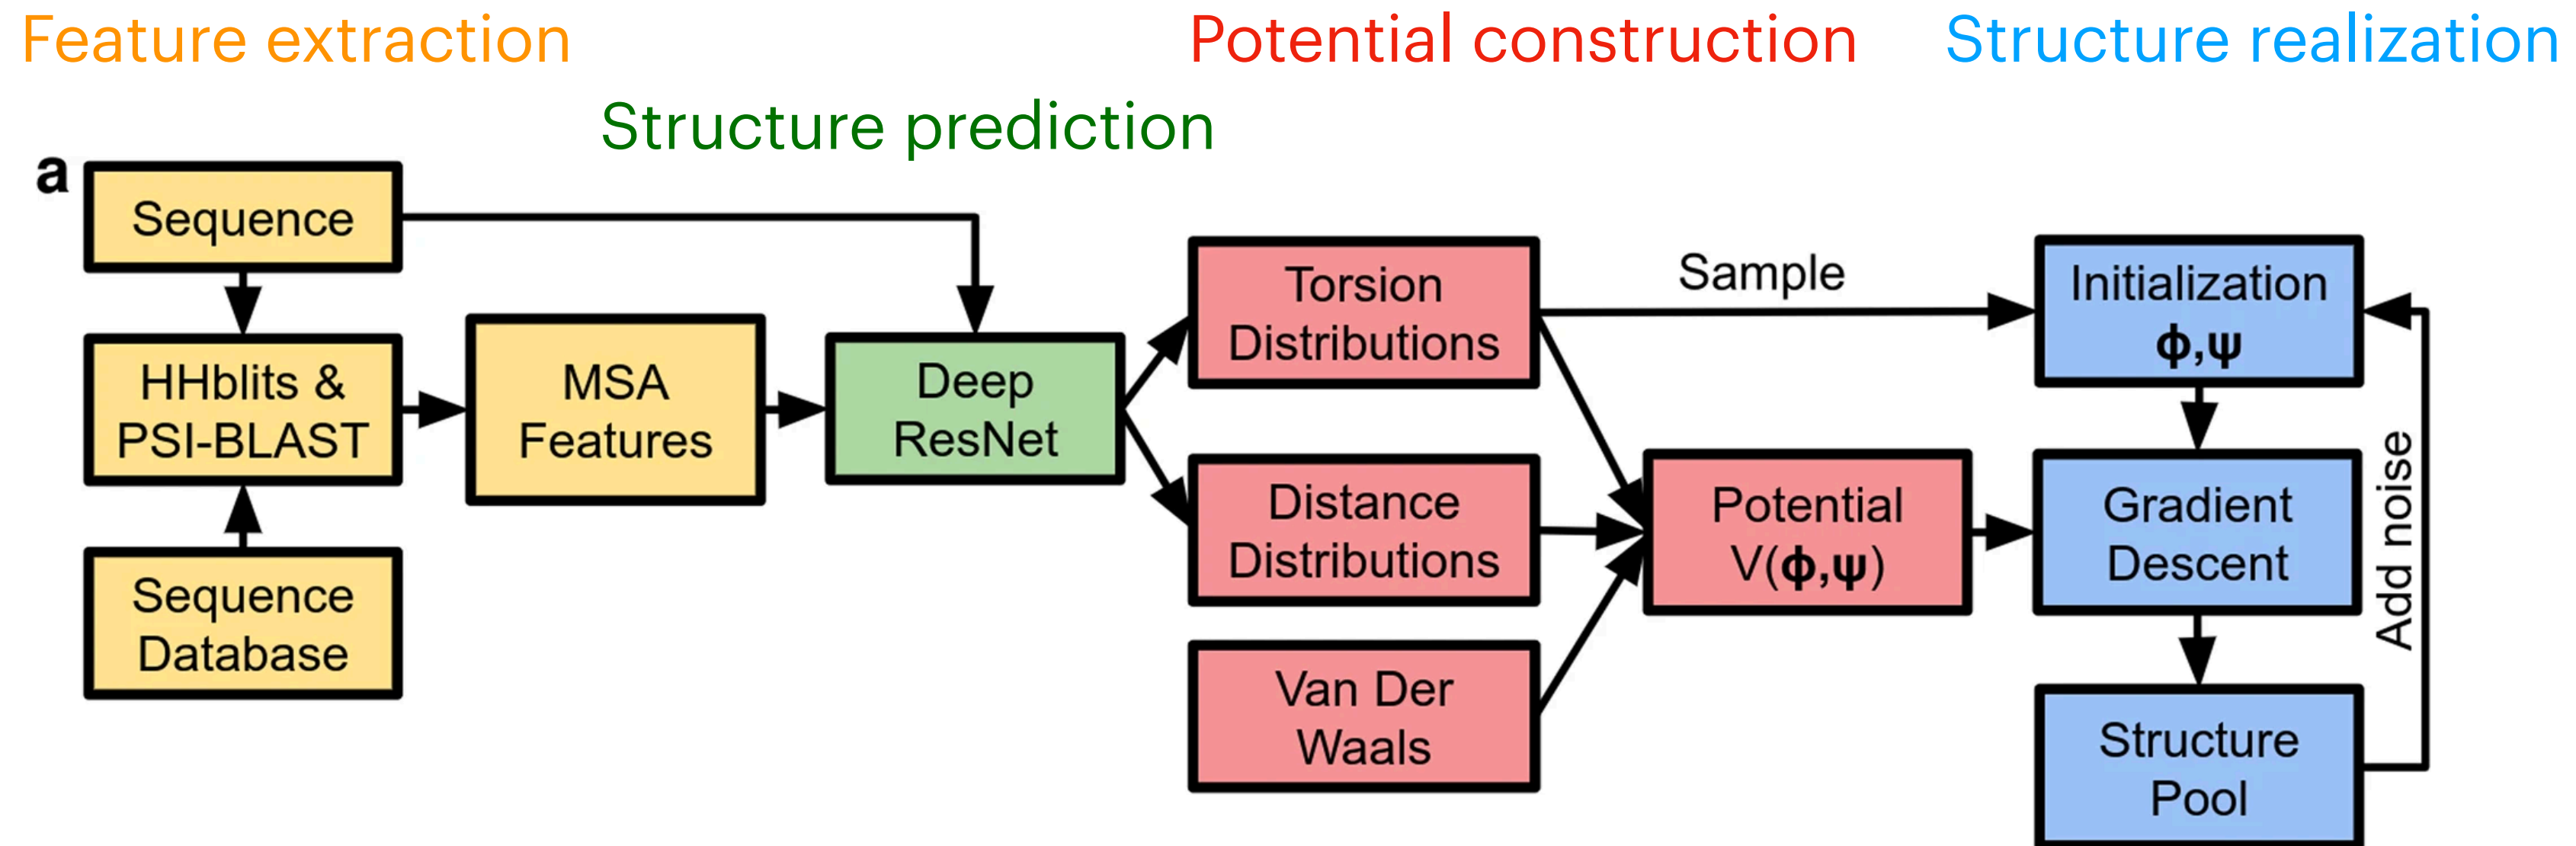 Feature extraction
Potential construction
Structure realization
Structure prediction
a
Sequence
HHblits &
PSI-BLAST
Sequence
Database
MSA
Features
Deep
ResNet
Torsion
Distributions
Distance
Distributions
Van Der
Waals
Sample
Potential
V(ϕ,ψ)
Initialization
ϕ,ψ
Gradient
Descent
Structure
Pool
Add noise